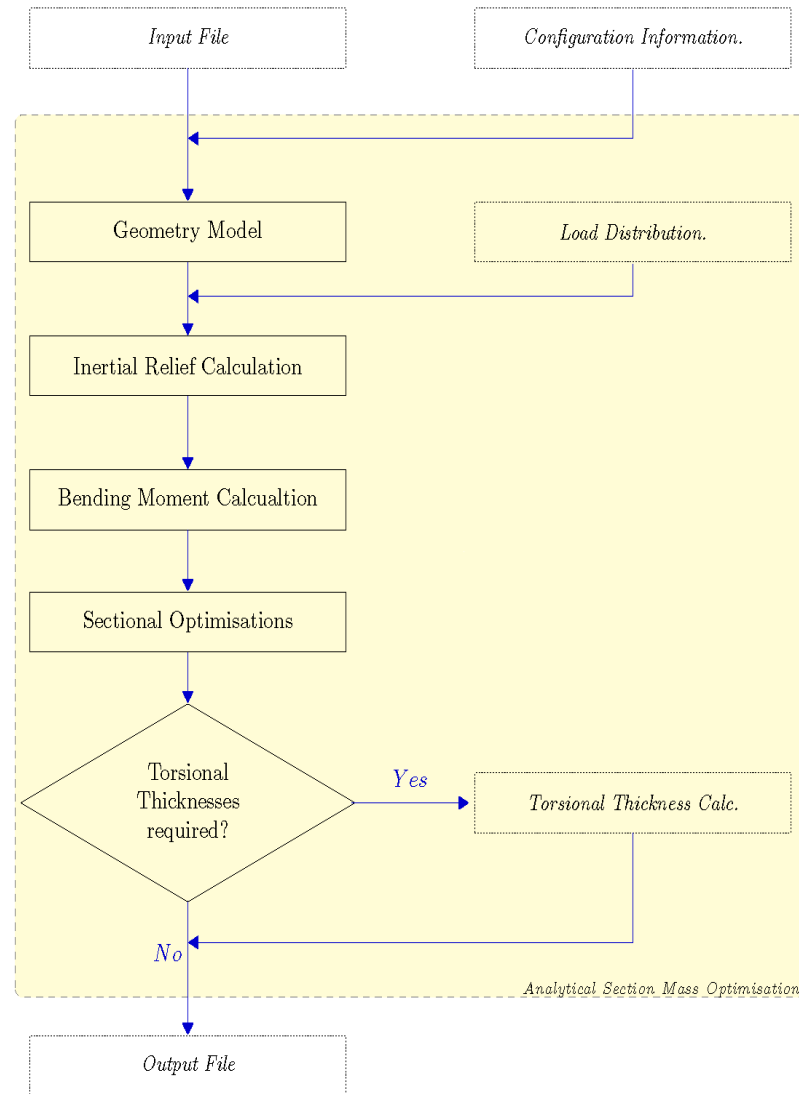 Input File
Configuration Information.
Geometry Model
Load Distribution.
Inertial Relief Calculation
Bending Moment Calcualtion
Sectional Optimisations
Torsional
Thicknesses
required?
Yes
Torsional Thickness Calc.
No
Analytical Section Mass Optimisation
Output File